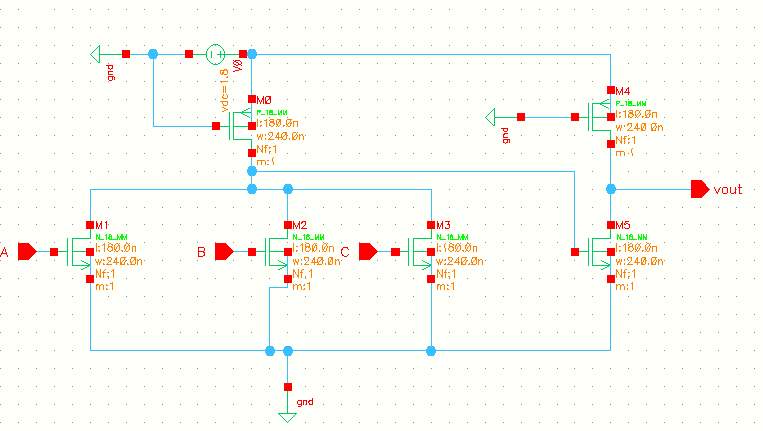 gnd
V0
vdc=1.8
M0
P_18_MM
l:180.0n
w:240.0n
Nf:1
gnd
M4
P_18_MM
l:180.0n
w:240.0n
Nf:1
vout
A
M1
N_18_MM
l:180.0n
w:240.0n
Nf:1
m:1
B
M2
N_18_MM
l:180.0n
w:240.0n
Nf:1
m:1
C
M3
N_18_MM
l:180.0n
w:240.0n
Nf:1
m:1
M5
N_18_MM
l:180.0n
w:240.0n
Nf:1
m:1
gnd